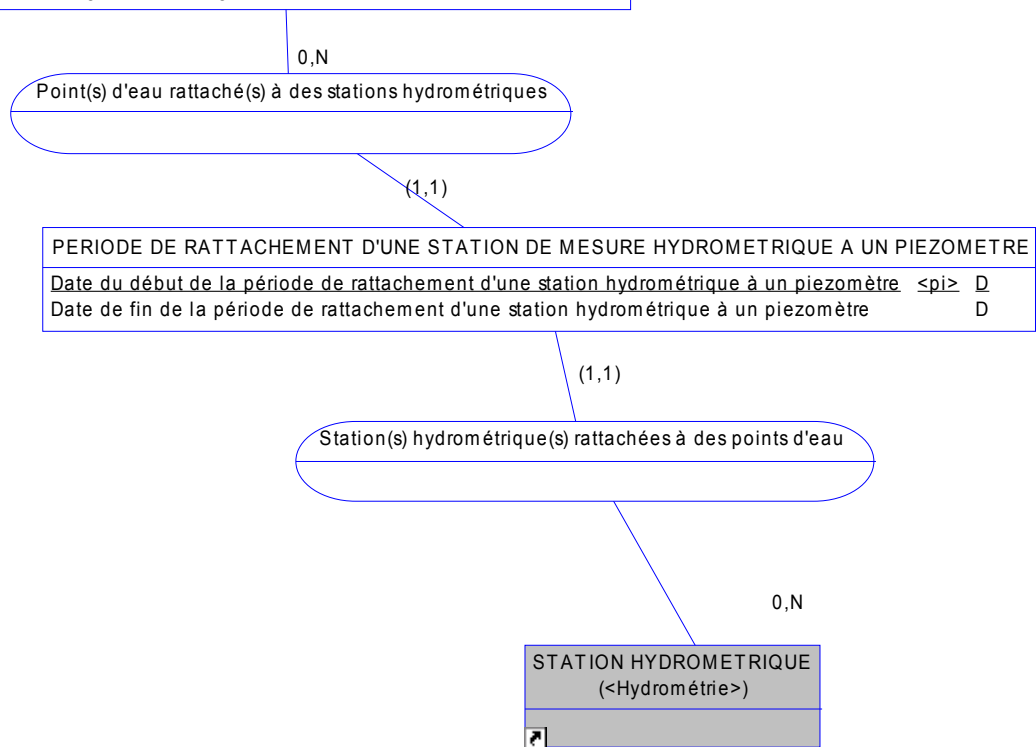 0,N
Point(s) d'eau rattaché(s) à des stations hydrométriques
(1,1)
PERIODE DE RATTACHEMENT D'UNE STATION DE MESURE HYDROMETRIQUE A UN PIEZOMETRE
Date du début de la période de rattachement d'une station hydrométrique à un piezomètre <pi> D
Date de fin de la période de rattachement d'une station hydrométrique à un piezomètre D
(1,1)
Station(s) hydrométrique(s) rattachées à des points d'eau
0,N
STATION HYDROMETRIQUE
(<Hydrométrie>)